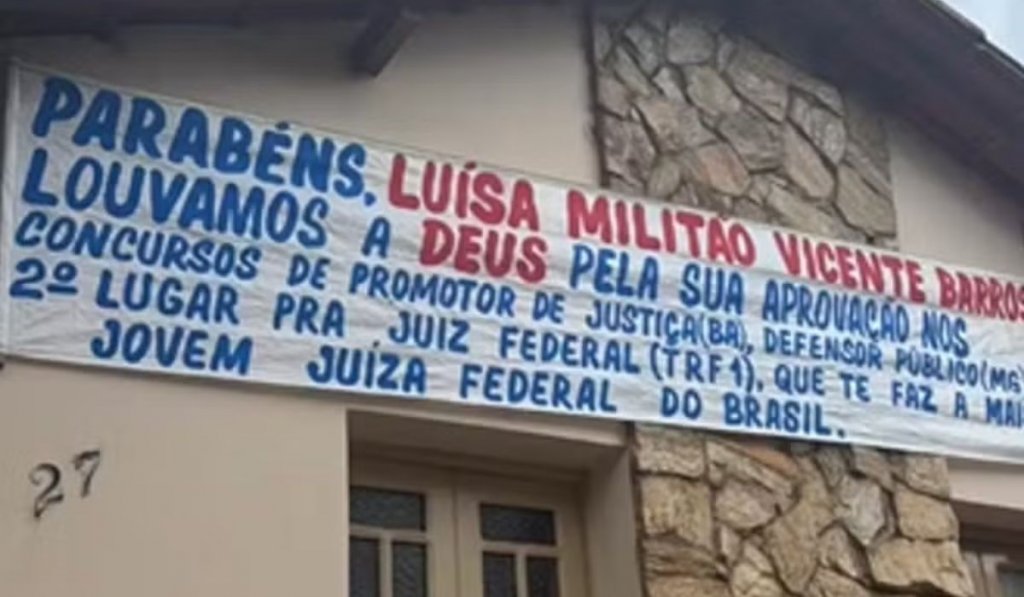 PARABÉNS, LUÍSA MILITÃO VICENTE BARROS
LOUVAMOS A DEUS PELA SUA APROVAÇÃO NOS
CONCURSOS DE PROMOTOR DE JUSTIÇA(BA), DEFENSOR PÚBLICO(MG)
2º LUGAR PRA JUIZ FEDERAL (TRF1), QUE TE FAZ A MAI
JOVEM JUÍZA FEDERAL DO BRASIL.
27